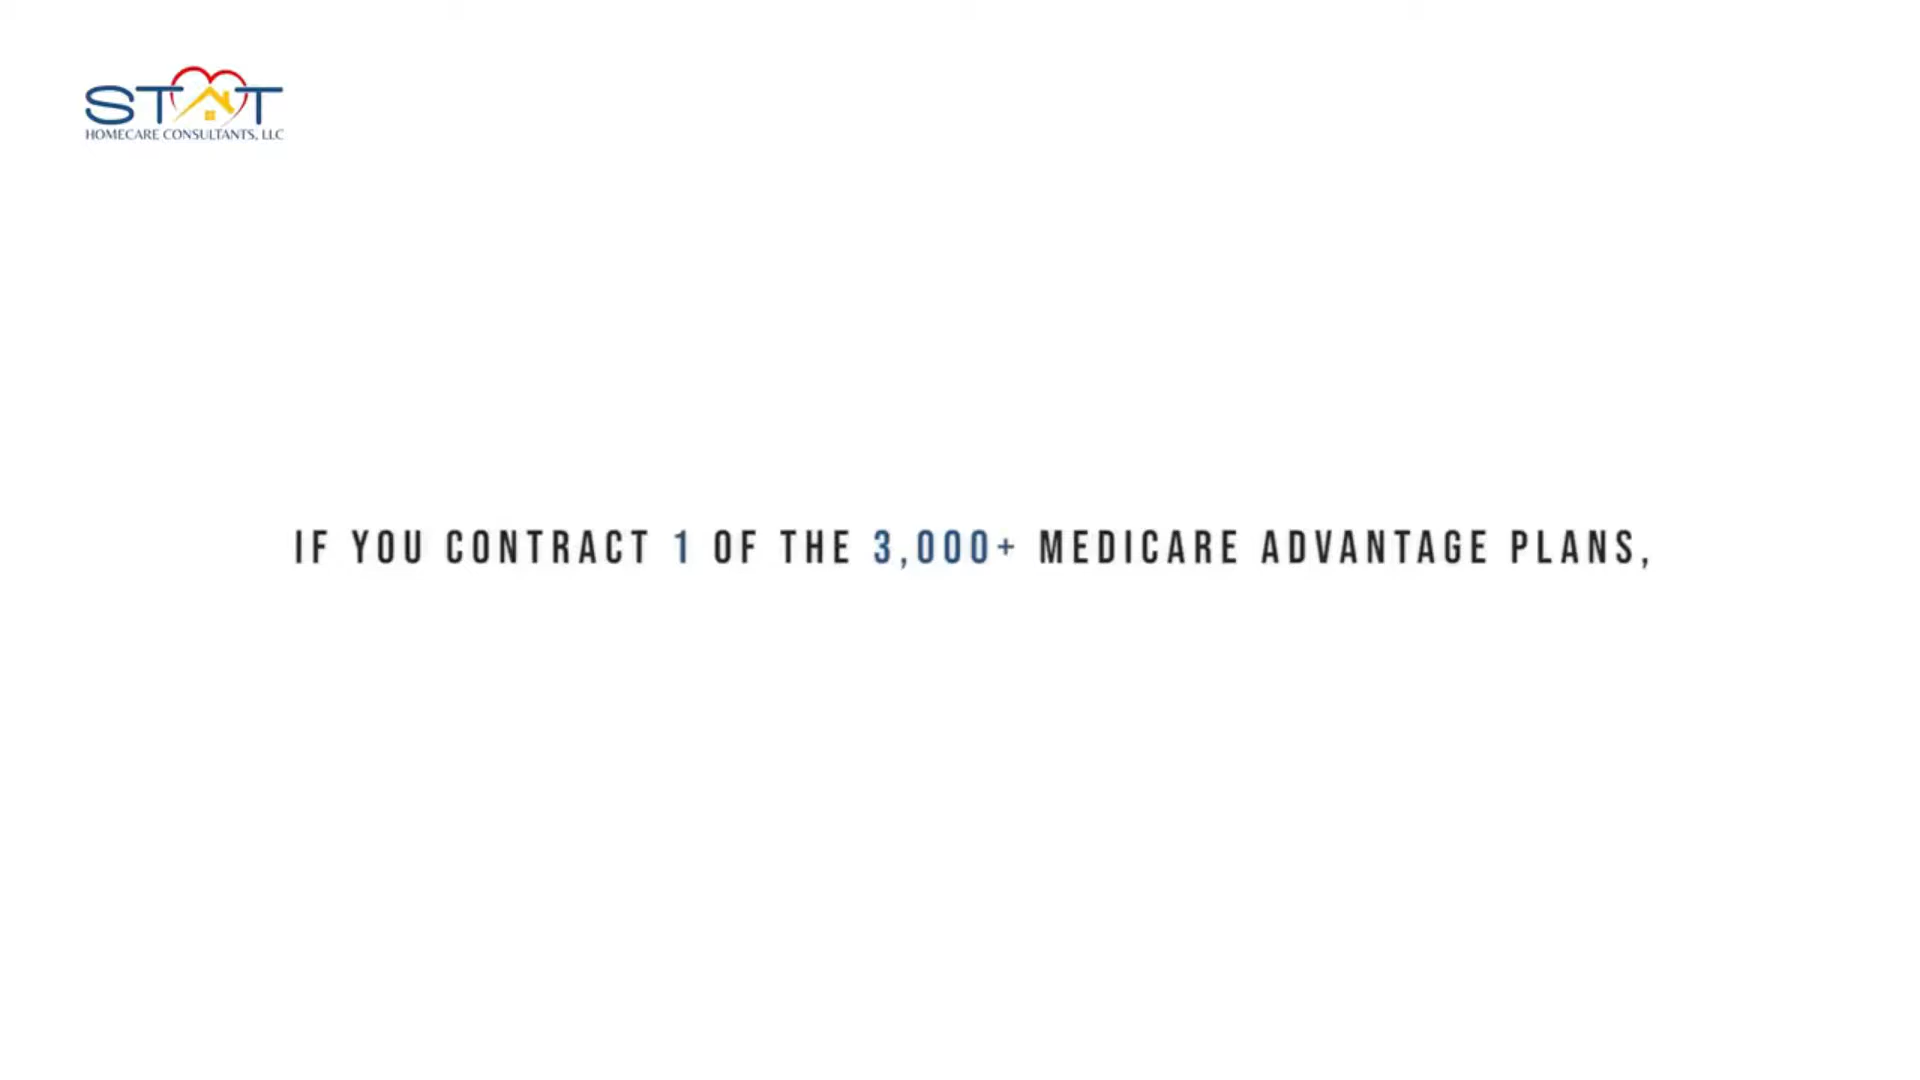 STAT
HOMECARE CONSULTANTS, LLC
IF YOU CONTRACT 1 OF THE 3,000+ MEDICARE ADVANTAGE PLANS,